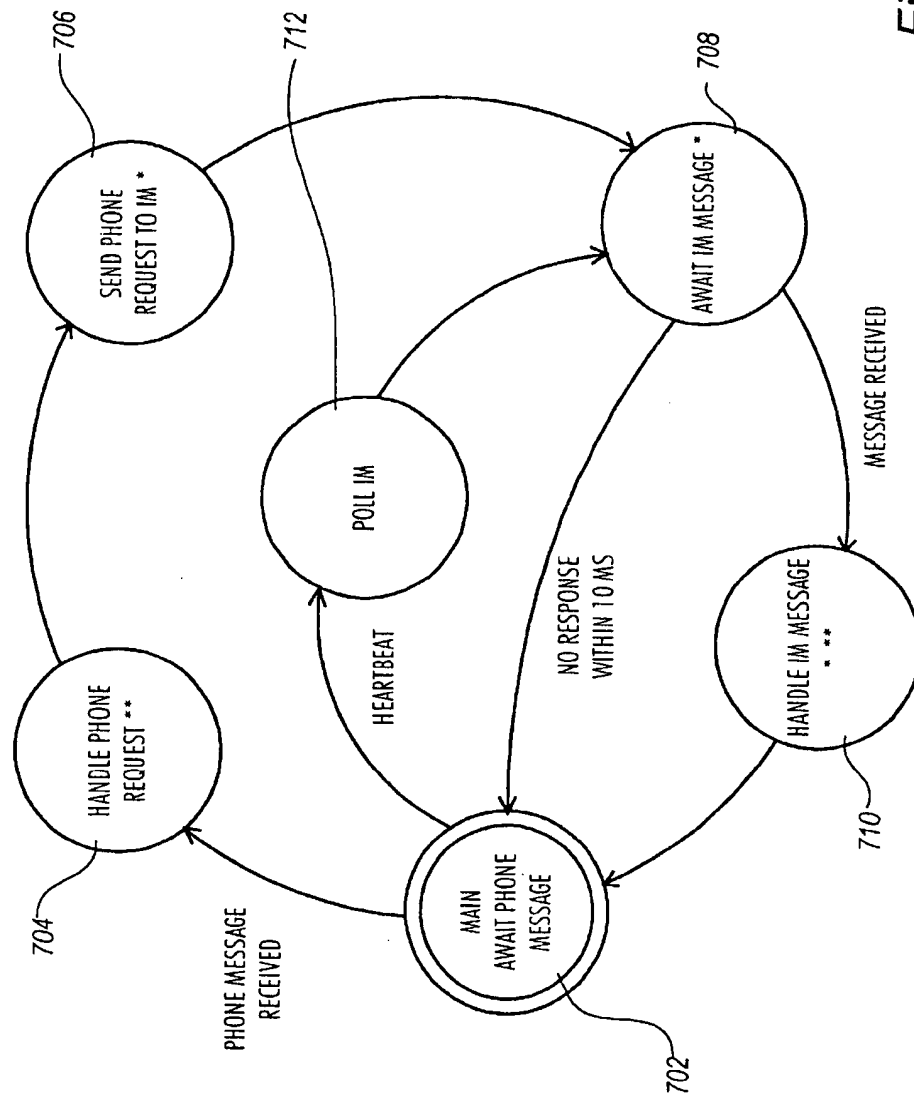 704
HANDLE PHONE
REQUEST **
706
SEND PHONE
REQUEST TO IM *
PHONE MESSAGE
RECEIVED
HEARTBEAT
POLL IM
712
MAIN
AWAIT PHONE
MESSAGE
702
NO RESPONSE
WITHIN 10 MS
AWAIT IM MESSAGE *
708
HANDLE IM MESSAGE
* **
710
MESSAGE RECEIVED